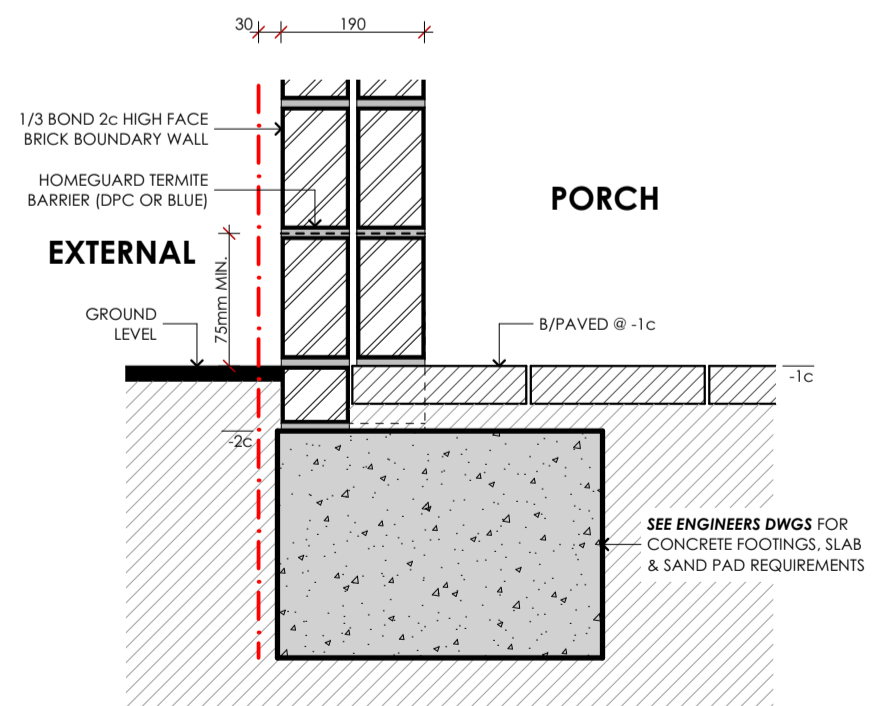 30
190
1/3 BOND 2c HIGH FACE
BRICK BOUNDARY WALL
HOMEGUARD TERMITE
BARRIER (DPC OR BLUE)
PORCH
EXTERNAL
75mm MIN.
GROUND
LEVEL
B/PAVED @ -1c
-1c
-2c
SEE ENGINEERS DWGS FOR
CONCRETE FOOTINGS, SLAB
& SAND PAD REQUIREMENTS